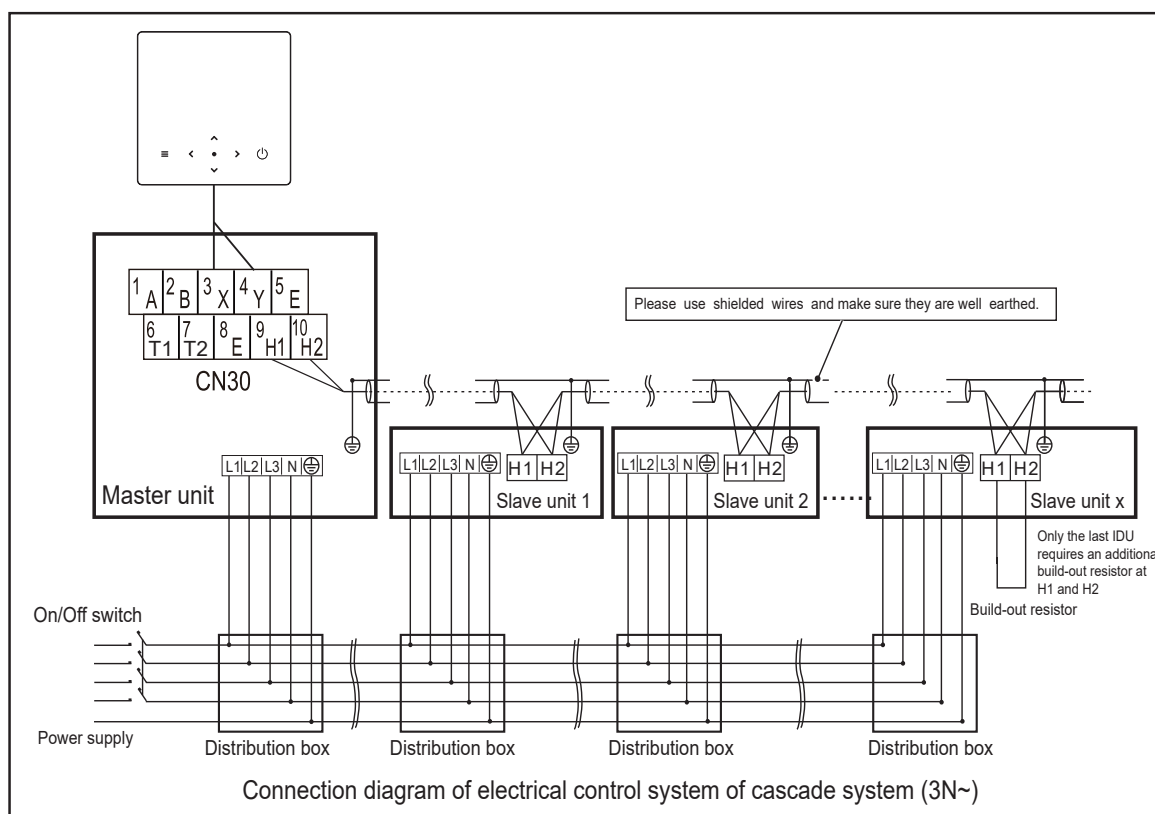 1 A 2 B 3 X 4 Y 5 E
6 T1 7 T2 8 E 9 H1 10 H2
CN30
Please use shielded wires and make sure they are well earthed.
L1 L2 L3 N
Master unit
L1 L2 L3 N
H1 H2
Slave unit 1
L1 L2 L3 N
H1 H2
Slave unit 2
......
L1 L2 L3 N
H1 H2
Slave unit x
Only the last IDU
requires an additiona
build-out resistor at
H1 and H2
Build-out resistor
On/Off switch
Power supply
Distribution box
Distribution box
Distribution box
Distribution box
Connection diagram of electrical control system of cascade system (3N~)